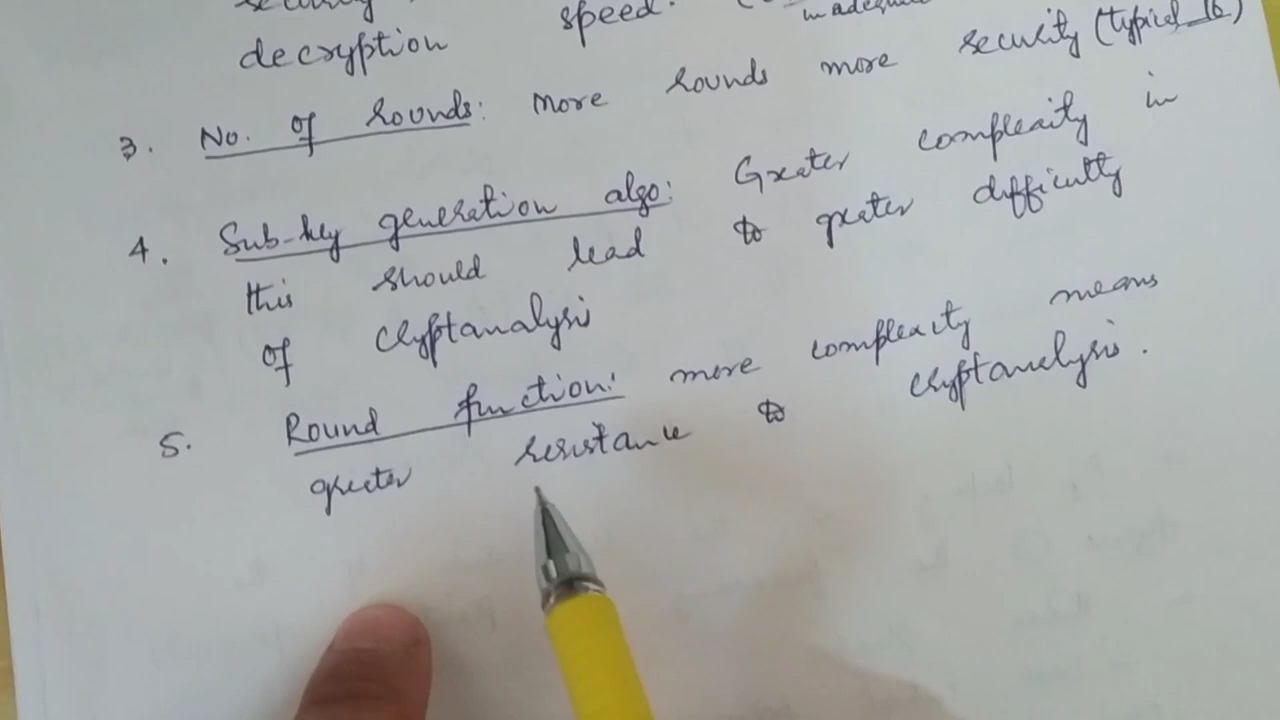 security
decryption speed. (
inadequ
3. No. of rounds: More rounds more security (typical 16)
4. Sub-key generation algo: Greater complexity in
this should lead to greater difficulty
of cryptanalysis
5. Round function: more complexity means
greater resistance to cryptanalysis.